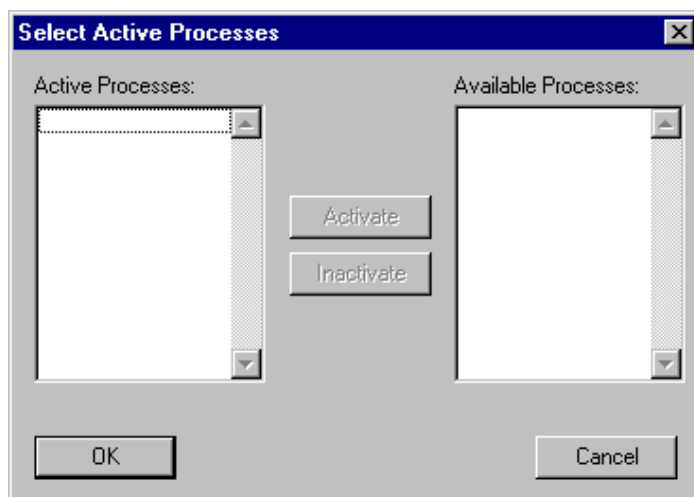 Select Active Processes
Active Processes:
Available Processes:
Activate
Inactivate
OK
Cancel